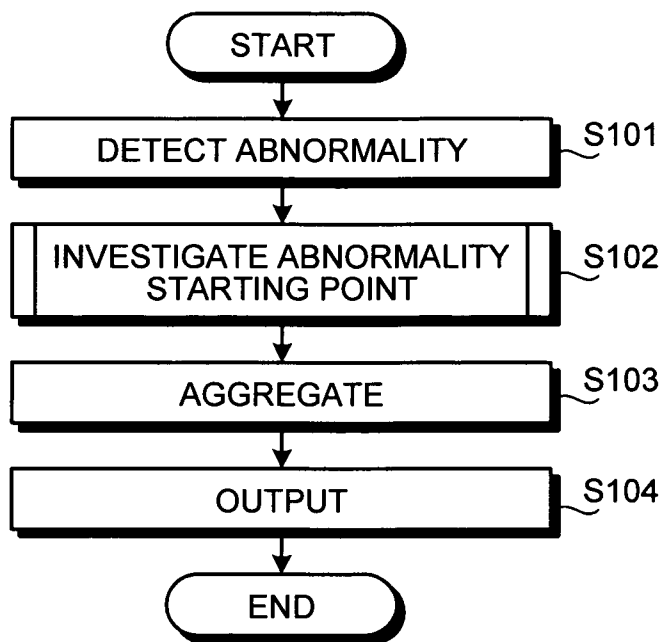 START
DETECT ABNORMALITY
S101
INVESTIGATE ABNORMALITY
STARTING POINT
S102
AGGREGATE
S103
OUTPUT
S104
END